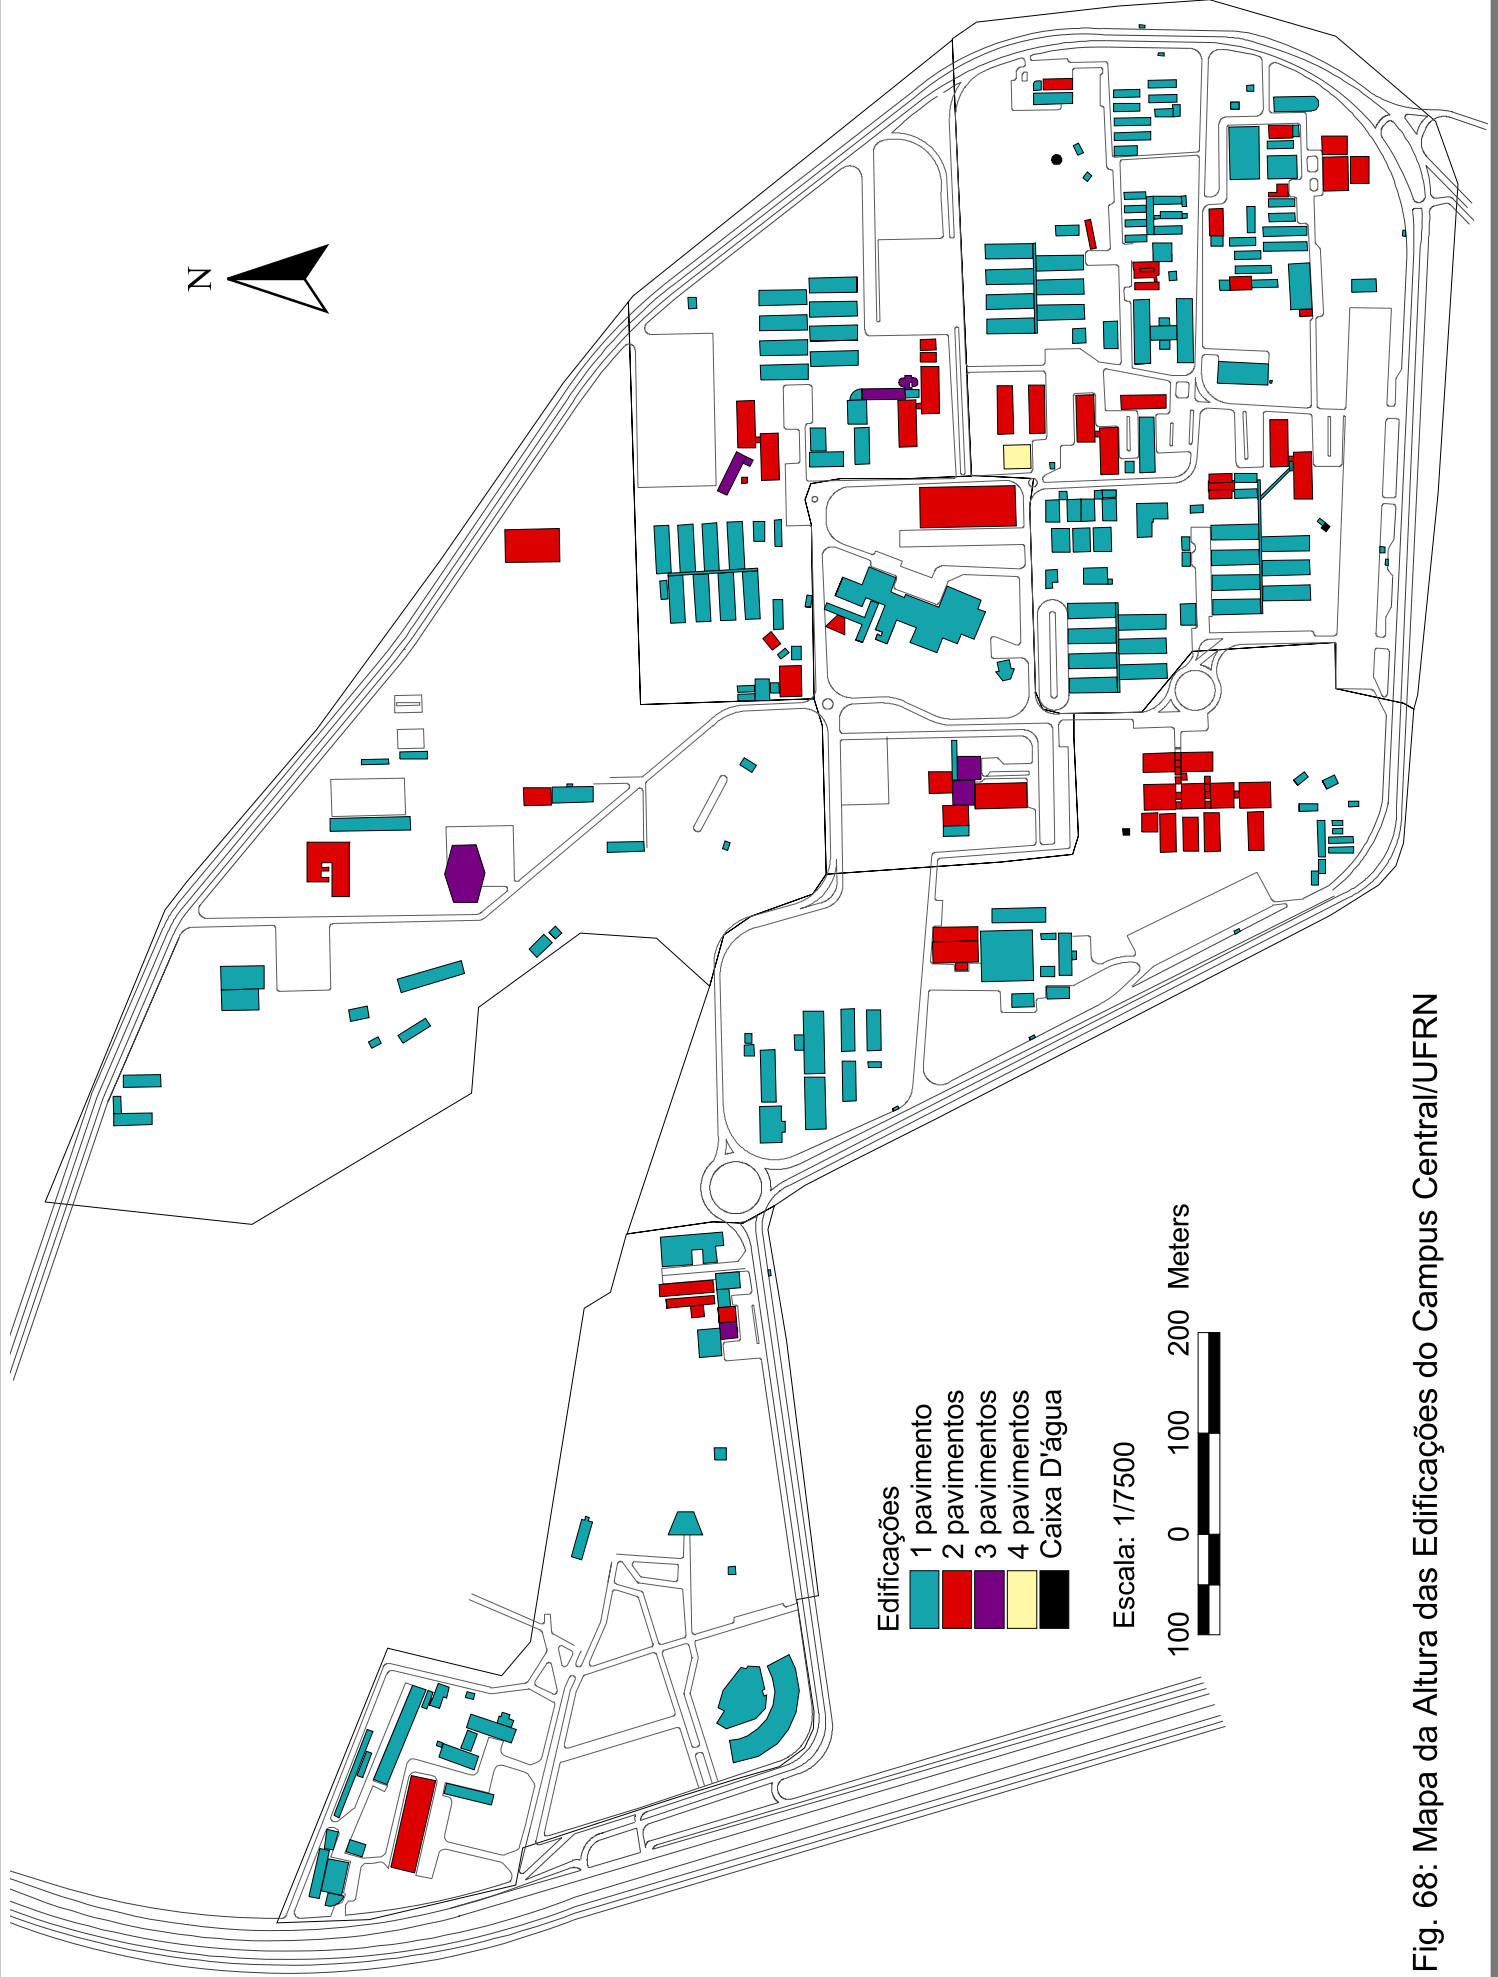 N
Edificações
1 pavimento
2 pavimentos
3 pavimentos
4 pavimentos
Caixa D'água
Escala: 1/7500
100 0 100 200 Meters
Fig. 68: Mapa da Altura das Edificações do Campus Central/UFRN